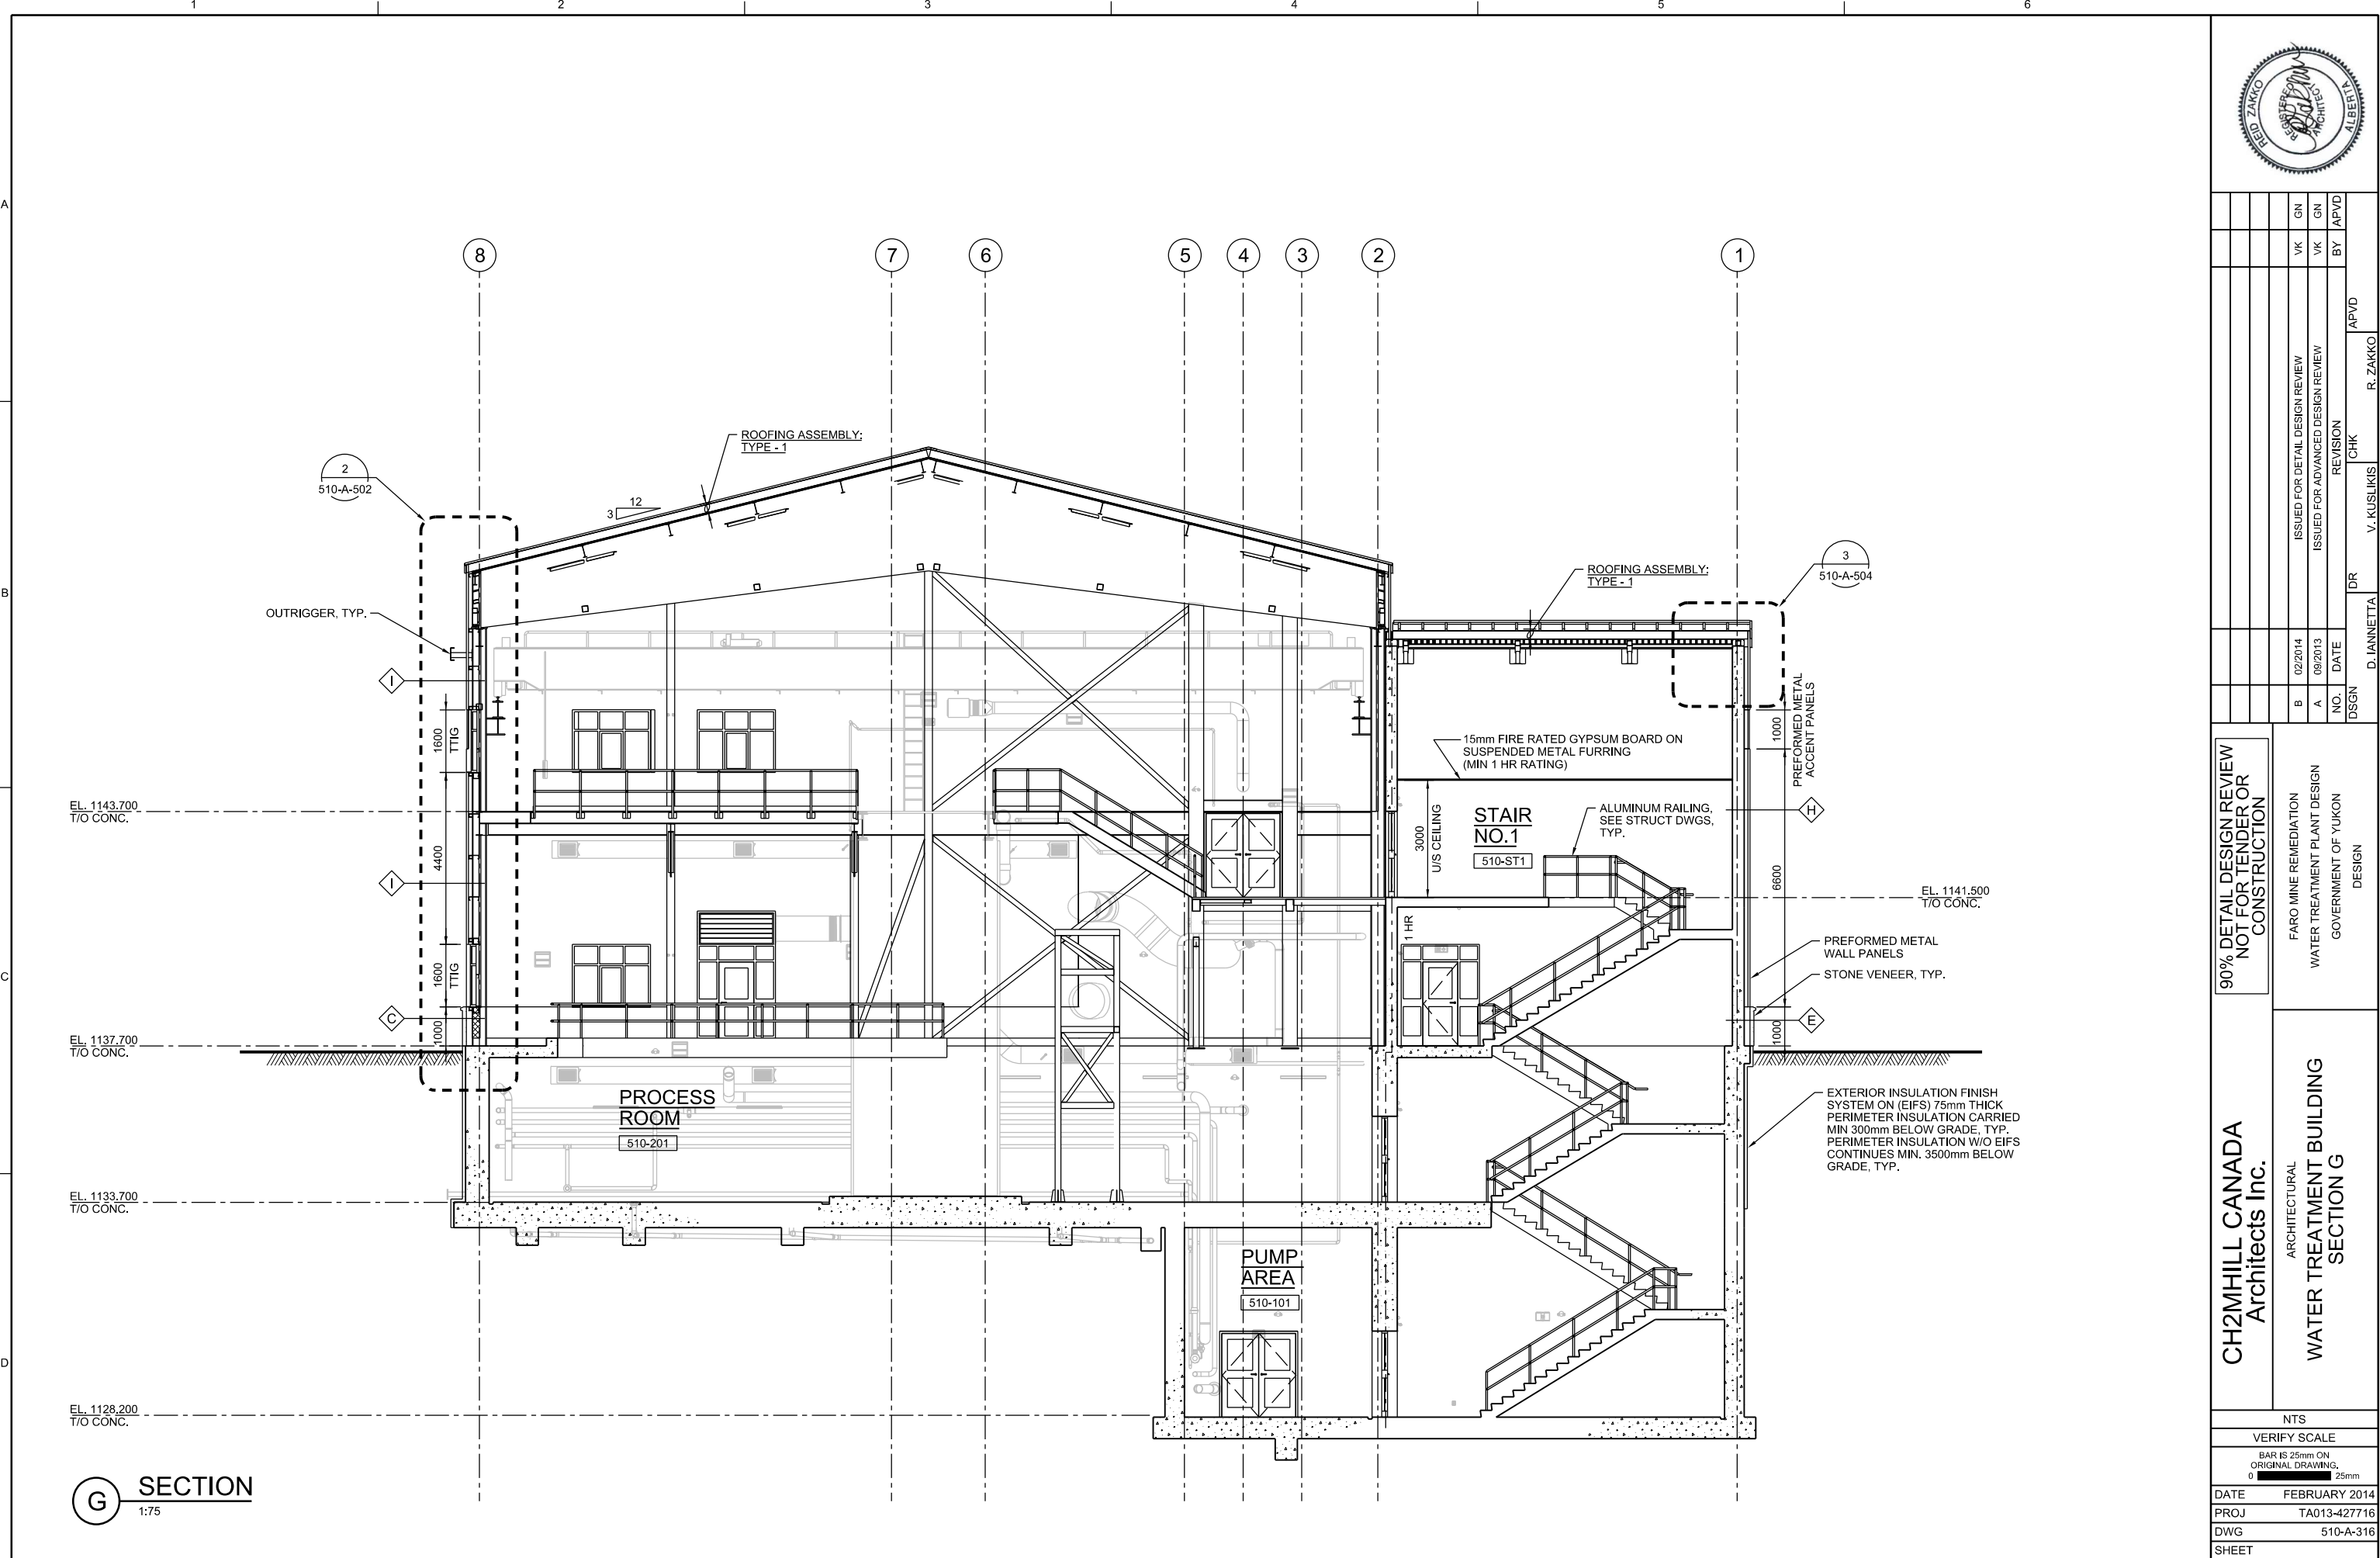 1 2 3 4 5 6
A
B
C
D
8 7 6 5 4 3 2 1
ROOFING ASSEMBLY:
TYPE - 1
2
510-A-502
12
3
ROOFING ASSEMBLY:
TYPE - 1
3
510-A-504
OUTRIGGER, TYP.
I
1600
TTIG
4400
I
1600
TTIG
C
1000
EL. 1143.700
T/O CONC.
EL. 1137.700
T/O CONC.
EL. 1133.700
T/O CONC.
EL. 1128.200
T/O CONC.
15mm FIRE RATED GYPSUM BOARD ON
SUSPENDED METAL FURRING
(MIN 1 HR RATING)
1000
PREFORMED METAL
ACCENT PANELS
3000
U/S CEILING
STAIR
NO.1
510-ST1
ALUMINUM RAILING,
SEE STRUCT DWGS,
TYP.
H
6600
EL. 1141.500
T/O CONC.
1 HR
PREFORMED METAL
WALL PANELS
STONE VENEER, TYP.
E
1000
EXTERIOR INSULATION FINISH
SYSTEM ON (EIFS) 75mm THICK
PERIMETER INSULATION CARRIED
MIN 300mm BELOW GRADE, TYP.
PERIMETER INSULATION W/O EIFS
CONTINUES MIN. 3500mm BELOW
GRADE, TYP.
PROCESS
ROOM
510-201
PUMP
AREA
510-101
G
SECTION
1:75
REID ZAKKO
REGISTERED
ARCHITECT
ALBERTA
B 02/2014 ISSUED FOR DETAIL DESIGN REVIEW VK GN
A 09/2013 ISSUED FOR ADVANCED DESIGN REVIEW VK GN
NO. DATE REVISION BY APVD
DSGN DR CHK APVD
D. IANNETTA V. KUSLIKIS R. ZAKKO
90% DETAIL DESIGN REVIEW
NOT FOR TENDER OR
CONSTRUCTION
FARO MINE REMEDIATION
WATER TREATMENT PLANT DESIGN
GOVERNMENT OF YUKON
DESIGN
CH2MHILL CANADA
Architects Inc.
ARCHITECTURAL
WATER TREATMENT BUILDING
SECTION G
NTS
VERIFY SCALE
BAR IS 25mm ON
ORIGINAL DRAWING.
0 25mm
DATE FEBRUARY 2014
PROJ TA013-427716
DWG 510-A-316
SHEET